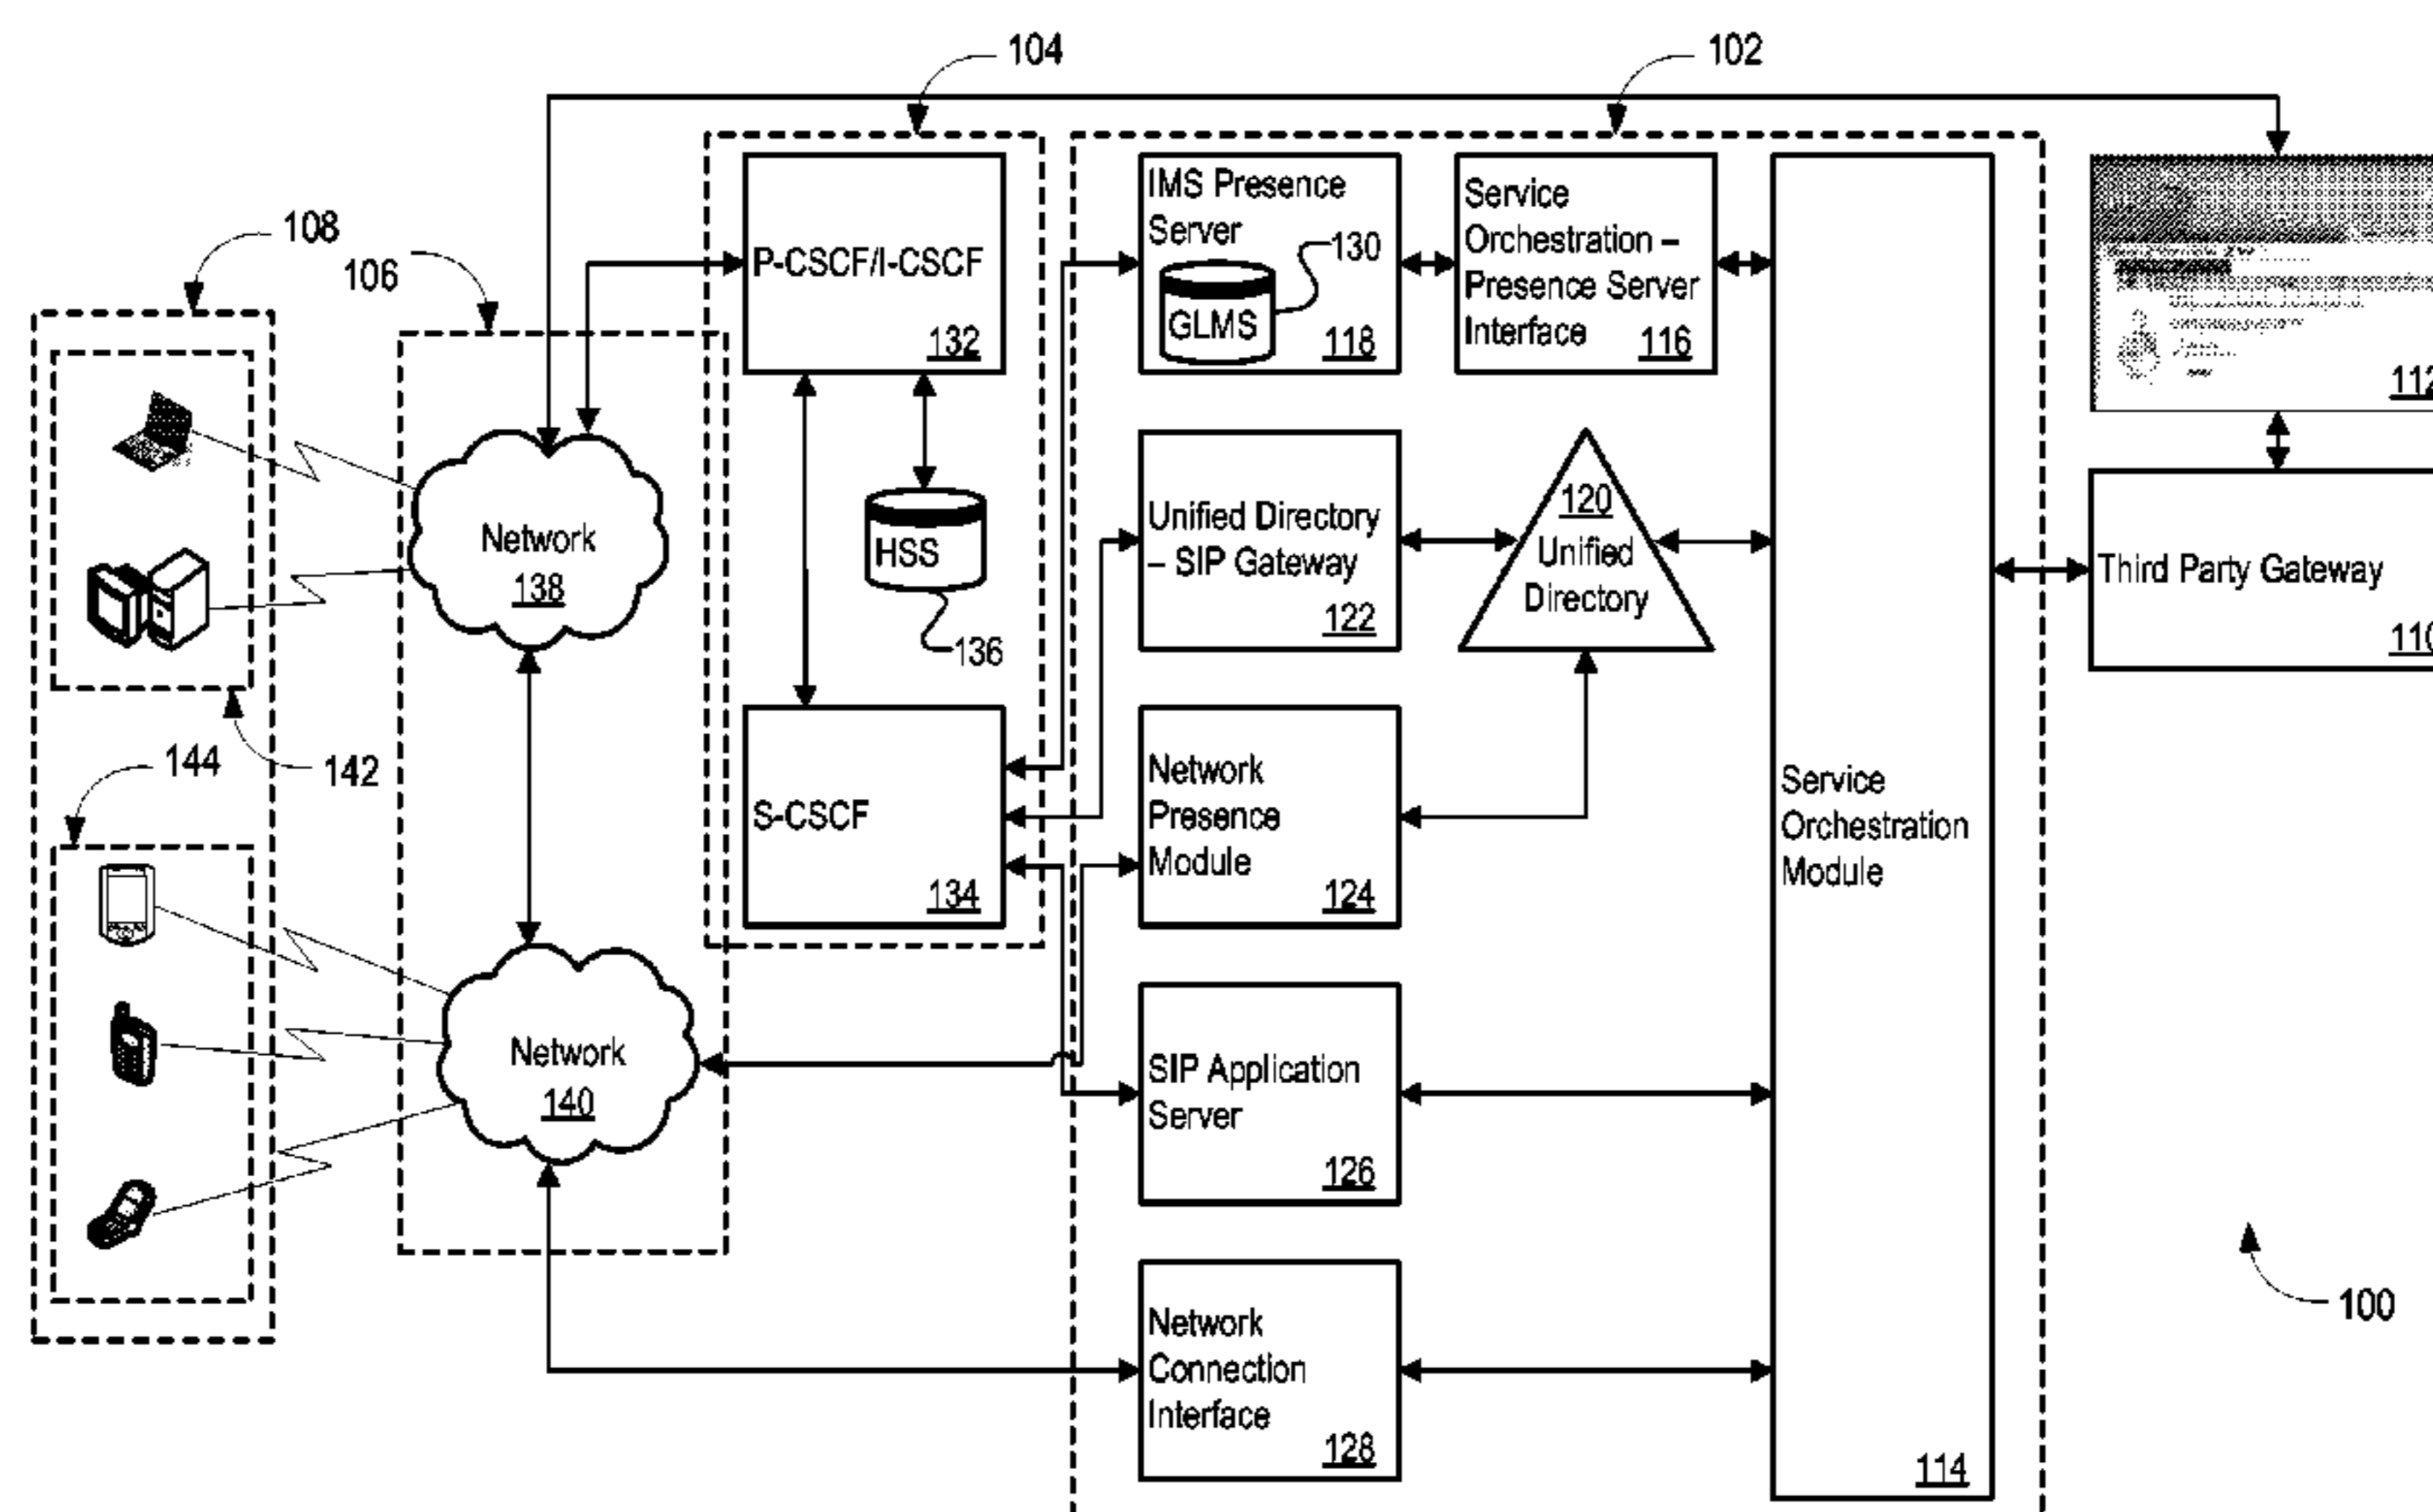 104
102
108
106
P-CSCF/I-CSCF
132
IMS Presence
Server
130
GLMS
118
Service
Orchestration –
Presence Server
Interface
116
112
Network
138
HSS
136
Unified Directory
– SIP Gateway
122
120
Unified
Directory
Third Party Gateway
110
142
144
S-CSCF
134
Network
Presence
Module
124
Service
Orchestration
Module
114
Network
140
SIP Application
Server
126
Network
Connection
Interface
128
100